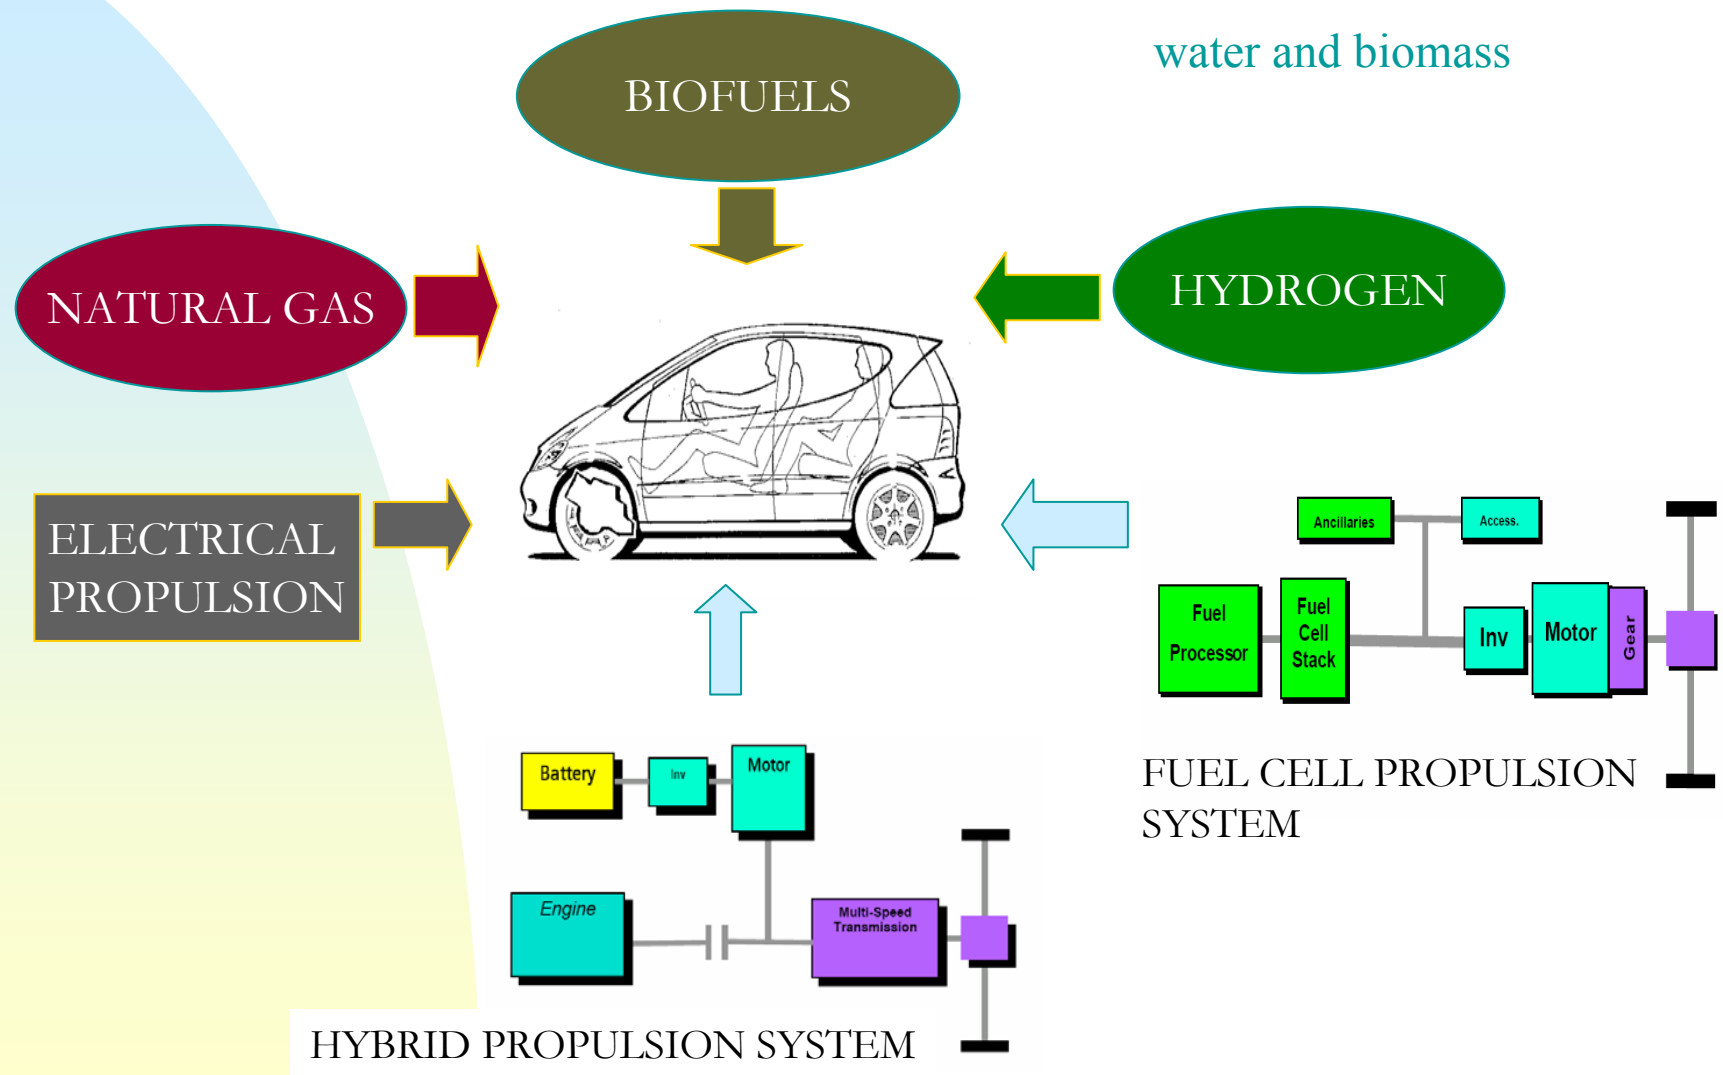 water and biomass
BIOFUELS
NATURAL GAS
HYDROGEN
ELECTRICAL
PROPULSION
Ancillaries
Access.
Fuel
Processor
Fuel
Cell
Stack
Inv
Motor
Gear
FUEL CELL PROPULSION
SYSTEM
Battery
Inv
Motor
Engine
Multi-Speed
Transmission
HYBRID PROPULSION SYSTEM